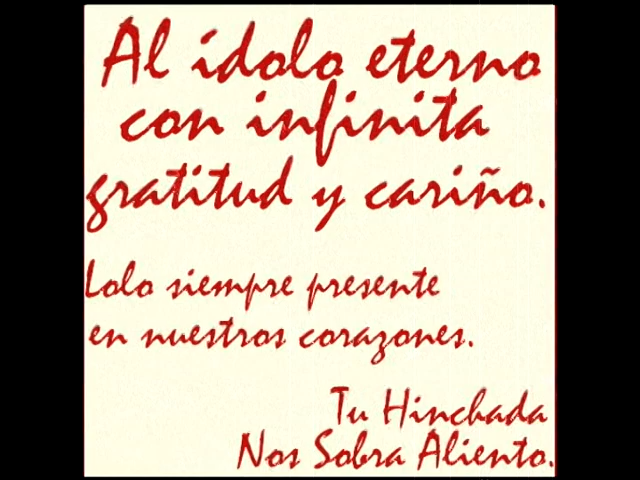 Al ídolo eterno
con infinita
gratitud y cariño.
Lolo siempre presente
en nuestros corazones.
Tu Hinchada
Nos Sobra Aliento.